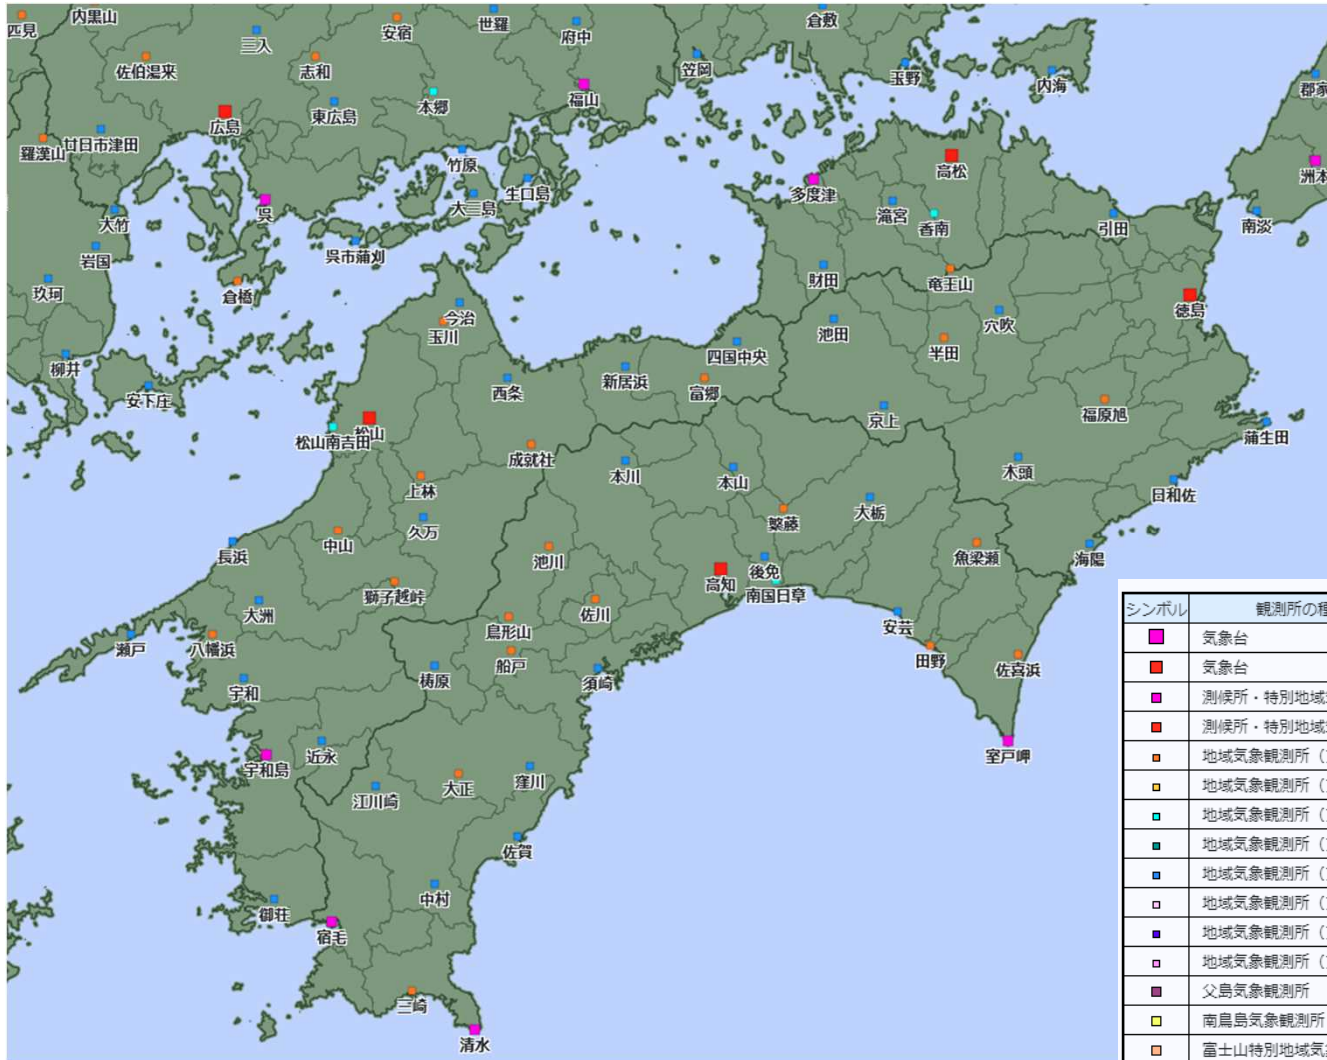 匹見
内黒山
安宿
世羅
倉敷
三入
府中
佐伯湯来
志和
笠岡
玉野
内海
郡家
本郷
福山
東広島
広島
羅漢山
廿日市津田
竹原
高松
洲本
生口島
多度津
大三島
滝宮
呉
大竹
香南
引田
南淡
岩国
呉市蒲刈
玖珂
倉橋
財田
竜王山
徳島
今治
玉川
池田
穴吹
柳井
四国中央
半田
新居浜
安下庄
西条
富郷
福原旭
京上
松山
松山南吉田
蒲生田
成就社
本川
本山
木頭
上林
日和佐
繁藤
大栃
久万
中山
長浜
池川
後免
魚梁瀬
海陽
高知
南国日章
獅子越峠
大洲
佐川
安芸
鳥形山
瀬戸
八幡浜
船戸
田野
佐喜浜
梼原
須崎
宇和
近永
室戸岬
宇和島
窪川
大正
江川崎
佐賀
中村
御荘
宿毛
三崎
清水
シンボル
観測所の種
気象台
気象台
測候所・特別地域
測候所・特別地域
地域気象観測所（
地域気象観測所（
地域気象観測所（
地域気象観測所（
地域気象観測所（
地域気象観測所（
地域気象観測所（
地域気象観測所（
父島気象観測所
南鳥島気象観測所
富士山特別地域気